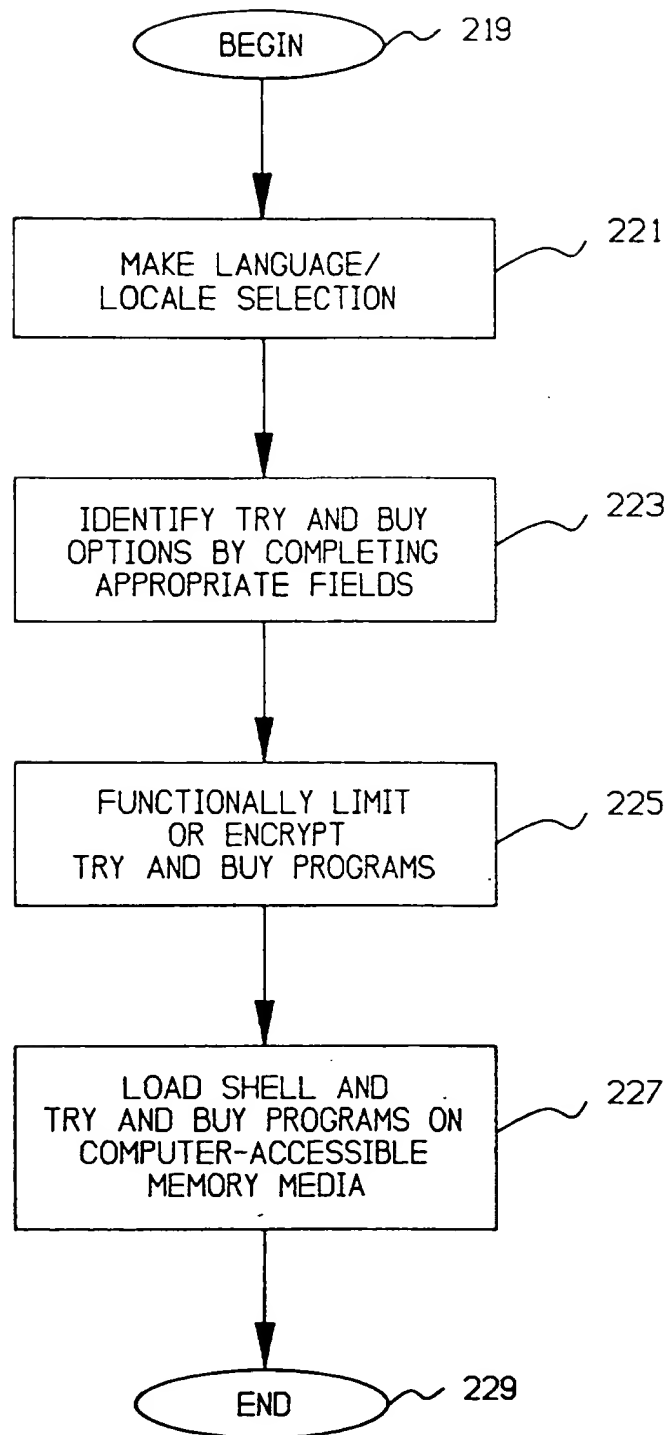 BEGIN
219
MAKE LANGUAGE/
LOCALE SELECTION
221
IDENTIFY TRY AND BUY
OPTIONS BY COMPLETING
APPROPRIATE FIELDS
223
FUNCTIONALLY LIMIT
OR ENCRYPT
TRY AND BUY PROGRAMS
225
LOAD SHELL AND
TRY AND BUY PROGRAMS ON
COMPUTER-ACCESSIBLE
MEMORY MEDIA
227
END
229